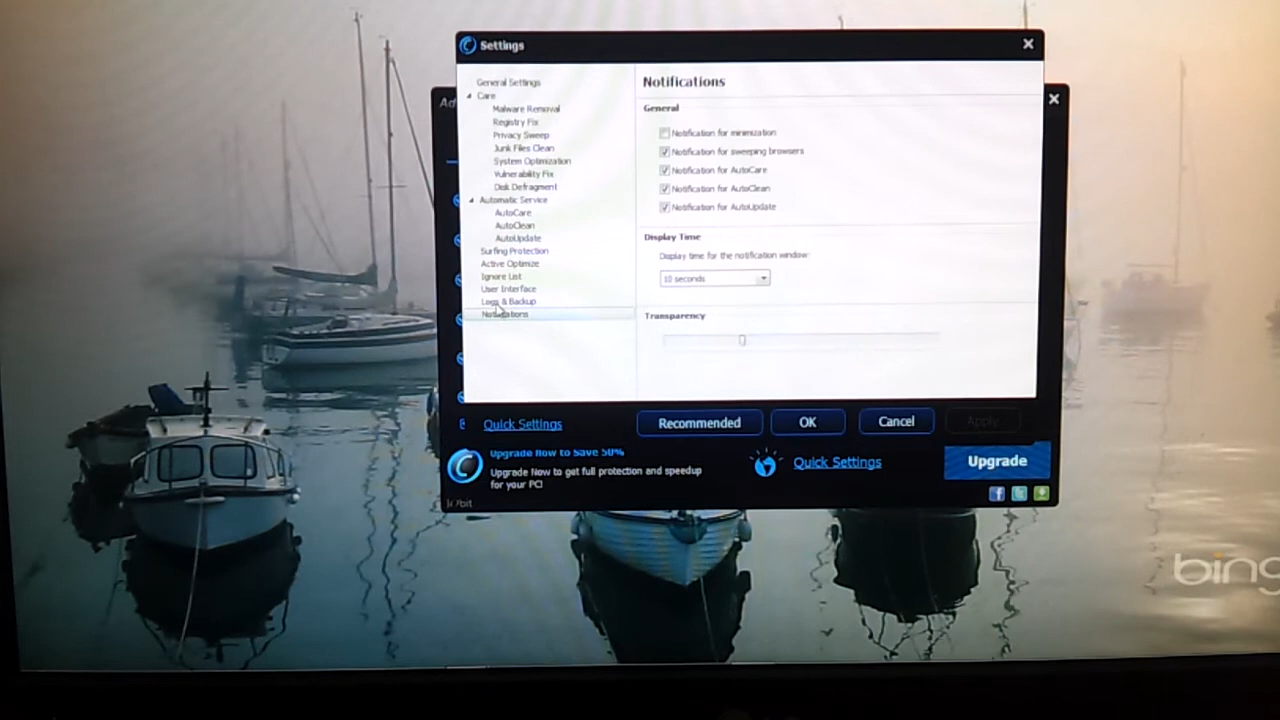 Settings
General Settings
Care
Malware Removal
Registry Fix
Privacy Sweep
Junk Files Clean
System Optimization
Vulnerability Fix
Disk Defragment
Automatic Service
AutoCare
AutoClean
AutoUpdate
Surfing Protection
Active Optimize
Ignore List
User Interface
Logs & Backup
Notifications
Notifications
General
Notification for minimization
Notification for sweeping browsers
Notification for AutoCare
Notification for AutoClean
Notification for AutoUpdate
Display Time
Display time for the notification window:
10 seconds
Transparency
Quick Settings
Recommended
OK
Cancel
Apply
Upgrade Now to Save 50%
Upgrade Now to get full protection and speedup
for your PC!
Quick Settings
Upgrade
bing